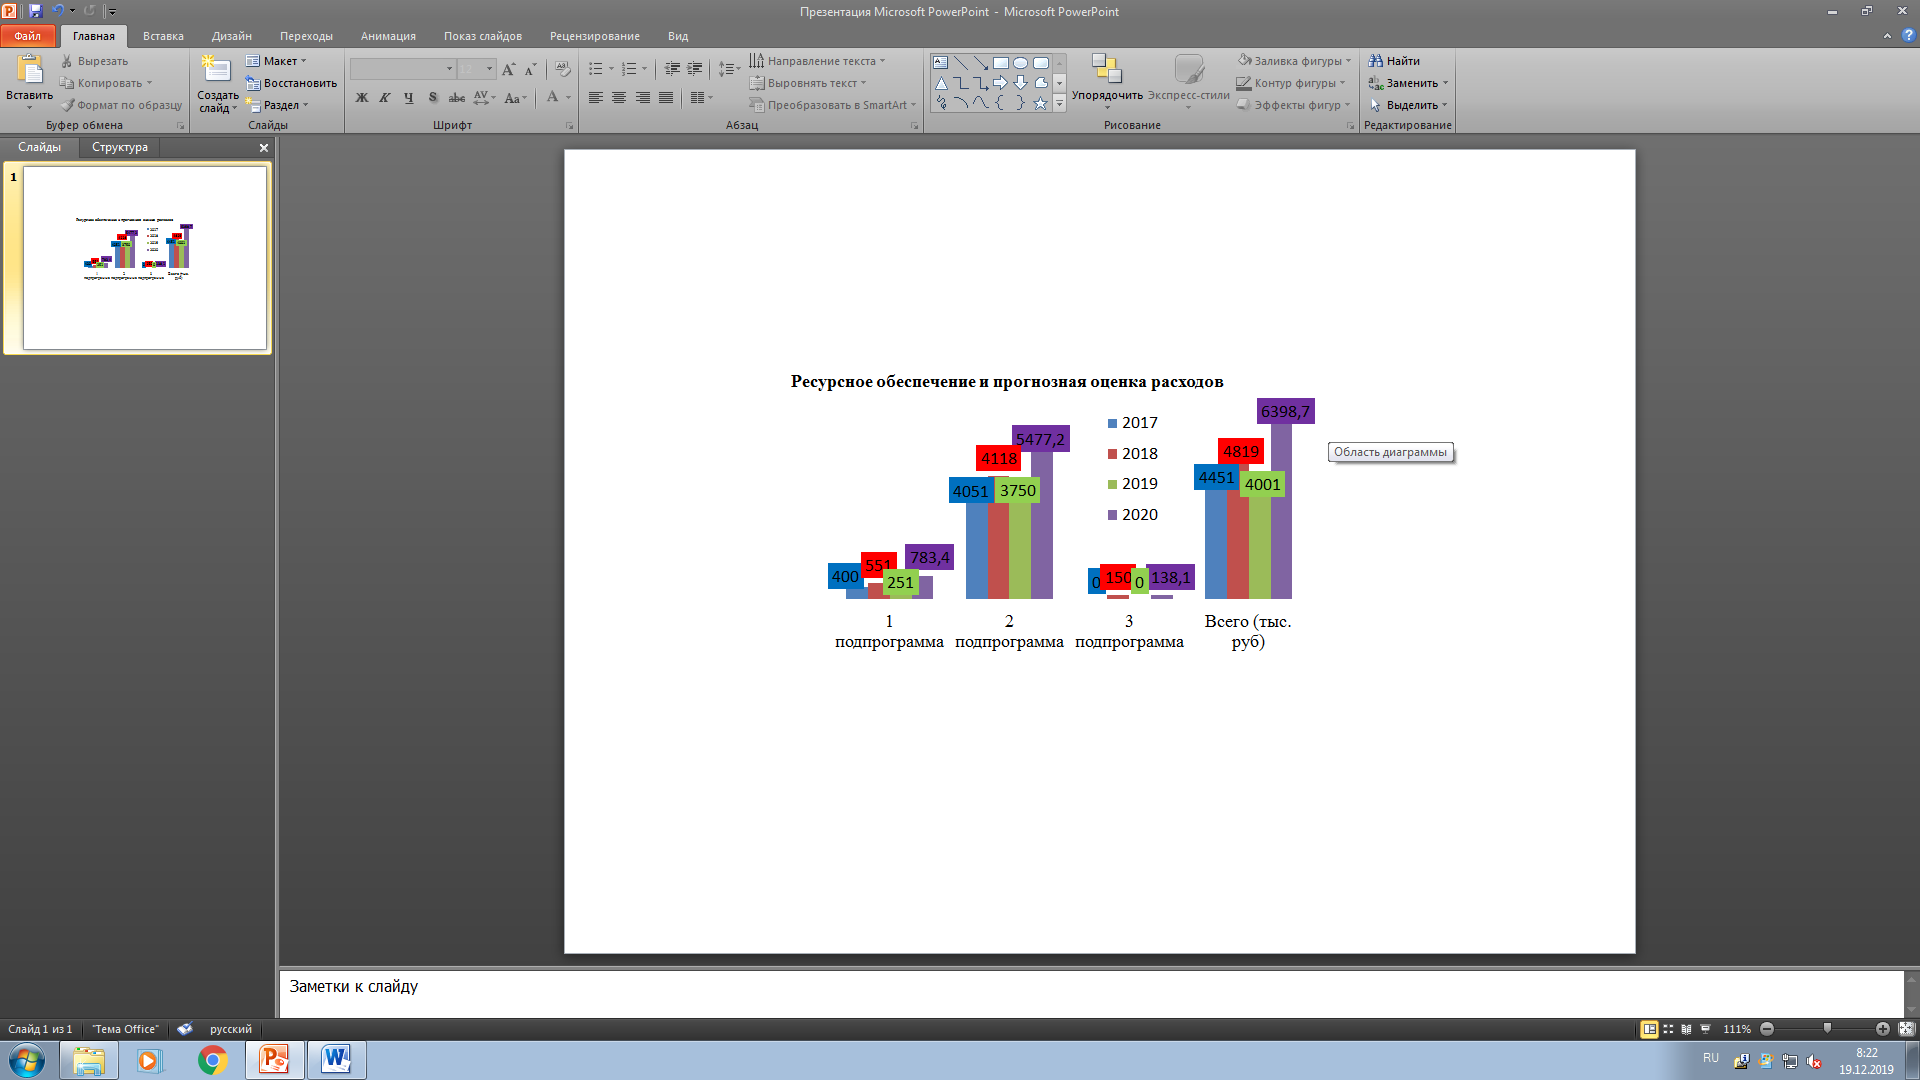 Презентация Microsoft PowerPoint - Microsoft PowerPoint
Файл Главная Вставка Дизайн Переходы Анимация Показ слайдов Рецензирование Вид
Вставить
Вырезать
Копировать
Формат по образцу
Буфер обмена
Создать
слайд
Макет
Восстановить
Раздел
Слайды
12
Ж К Ч S abc AV Aa A
Шрифт
Направление текста
Выровнять текст
Преобразовать в SmartArt
Абзац
Упорядочить
Экспресс-стили
Заливка фигуры
Контур фигуры
Эффекты фигур
Рисование
Найти
Заменить
Выделить
Редактирование
Слайды Структура
1
Ресурсное обеспечение и прогнозная оценка расходов
2017
2018
2019
2020
400
551
251
783,4
4051
4118
3750
5477,2
0
150
0
138,1
4451
4819
4001
6398,7
1
подпрограмма
2
подпрограмма
3
подпрограмма
Всего (тыс.
руб)
Область диаграммы
Заметки к слайду
Слайд 1 из 1 "Тема Office" русский 111%
RU
8:22
19.12.2019